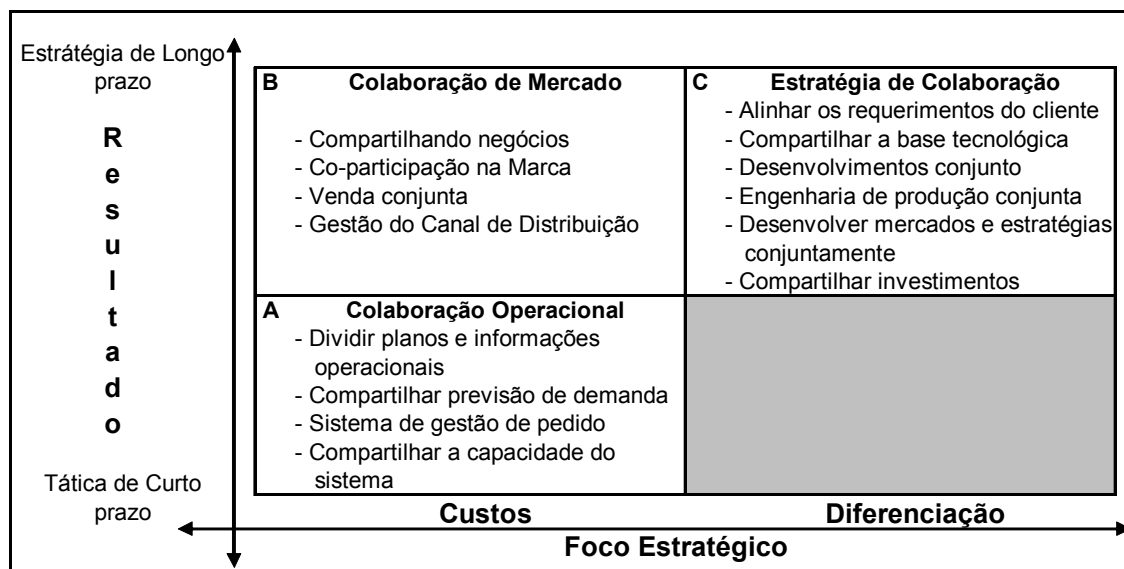 Estrátégia de Longo
prazo
R
e
s
u
l
t
a
d
o
Tática de Curto
prazo
B Colaboração de Mercado
- Compartilhando negócios
- Co-participação na Marca
- Venda conjunta
- Gestão do Canal de Distribuição
C Estratégia de Colaboração
- Alinhar os requerimentos do cliente
- Compartilhar a base tecnológica
- Desenvolvimentos conjunto
- Engenharia de produção conjunta
- Desenvolver mercados e estratégias
conjuntamente
- Compartilhar investimentos
A Colaboração Operacional
- Dividir planos e informações
operacionais
- Compartilhar previsão de demanda
- Sistema de gestão de pedido
- Compartilhar a capacidade do
sistema
Custos
Diferenciação
Foco Estratégico